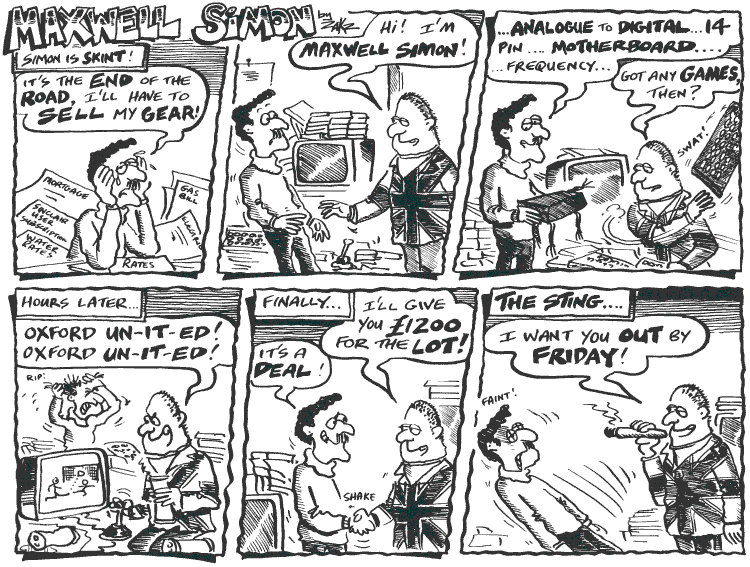 MAXWELL SIMON by ZAK
SIMON IS SKINT!
IT'S THE END OF THE
ROAD, I'LL HAVE TO
SELL MY GEAR!
MORTGAGE
SINCLAIR
USER
SUBSCRIPTION
WATER
RATES
GAS
BILL
RATES
Hi! I'M
MAXWELL SIMON!
...ANALOGUE TO DIGITAL...14
PIN.... MOTHERBOARD....
..FREQUENCY...
GOT ANY GAMES,
THEN?
SWAT!
HOURS LATER...
OXFORD UN-IT-ED!
OXFORD UN-IT-ED!
RIP!
FINALLY...
I'LL GIVE
YOU £1200
FOR THE LOT!
IT'S A
DEAL!
SHAKE
THE STING....
I WANT YOU OUT BY
FRIDAY!
FAINT!